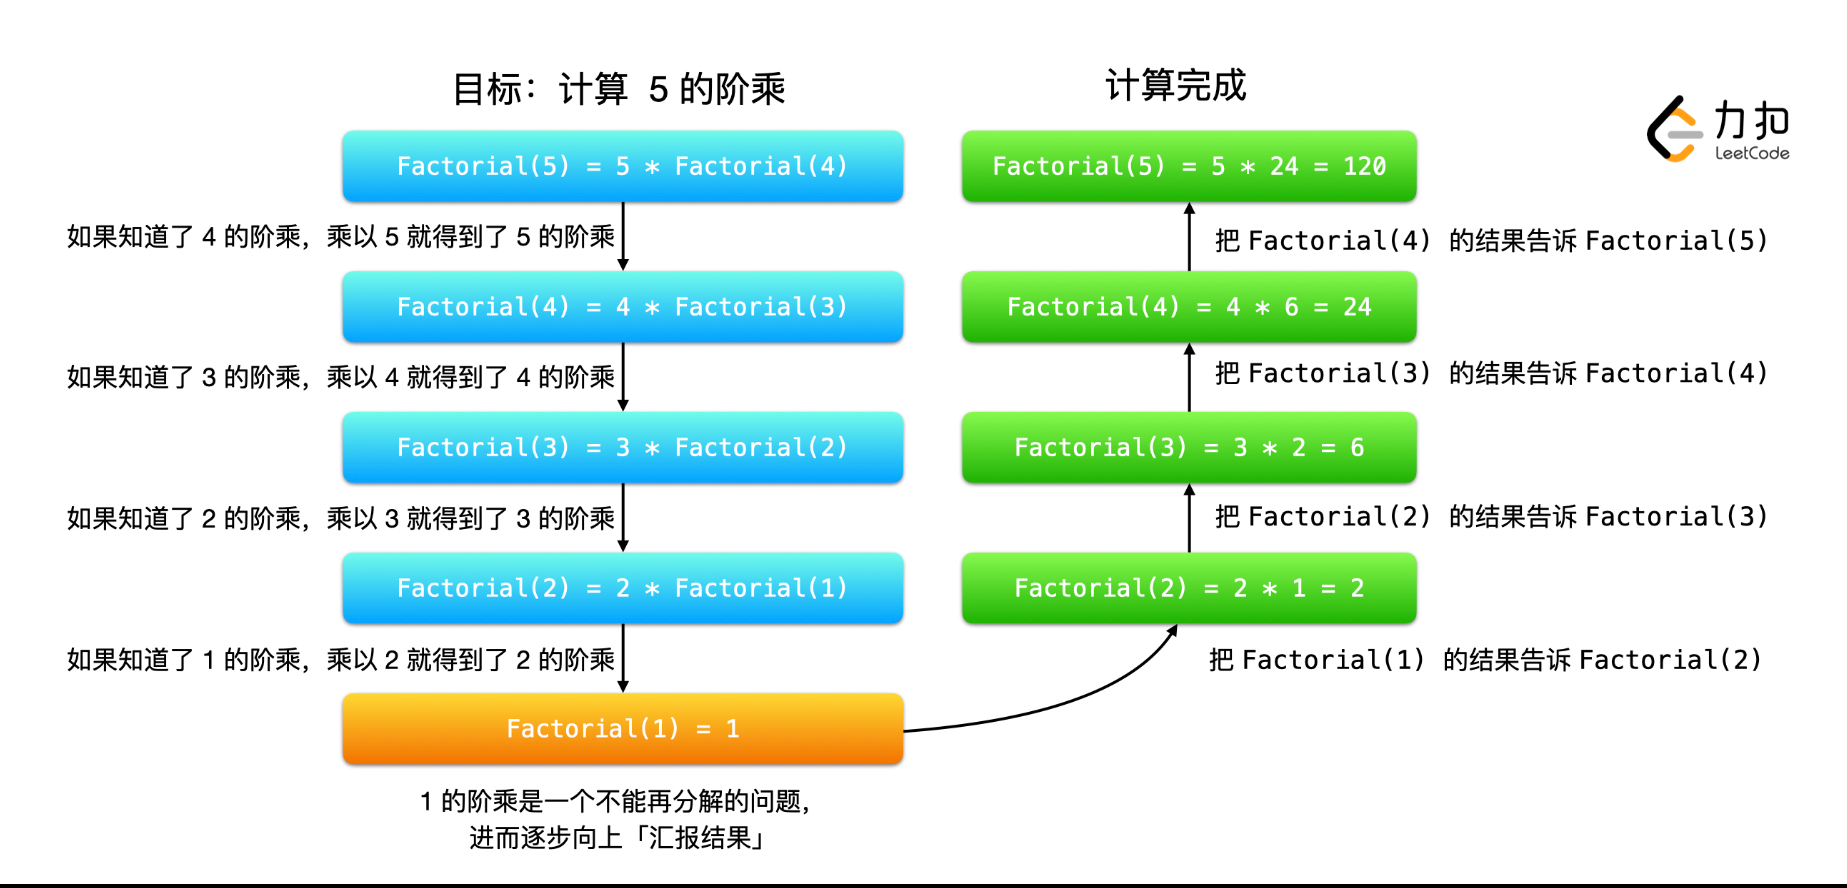 目标：计算 5 的阶乘
Factorial(5) = 5 * Factorial(4)
如果知道了 4 的阶乘，乘以 5 就得到了 5 的阶乘
Factorial(4) = 4 * Factorial(3)
如果知道了 3 的阶乘，乘以 4 就得到了 4 的阶乘
Factorial(3) = 3 * Factorial(2)
如果知道了 2 的阶乘，乘以 3 就得到了 3 的阶乘
Factorial(2) = 2 * Factorial(1)
如果知道了 1 的阶乘，乘以 2 就得到了 2 的阶乘
Factorial(1) = 1
1 的阶乘是一个不能再分解的问题，
进而逐步向上「汇报结果」
计算完成
Factorial(5) = 5 * 24 = 120
把 Factorial(4) 的结果告诉 Factorial(5)
Factorial(4) = 4 * 6 = 24
把 Factorial(3) 的结果告诉 Factorial(4)
Factorial(3) = 3 * 2 = 6
把 Factorial(2) 的结果告诉 Factorial(3)
Factorial(2) = 2 * 1 = 2
把 Factorial(1) 的结果告诉 Factorial(2)
力扣
LeetCode